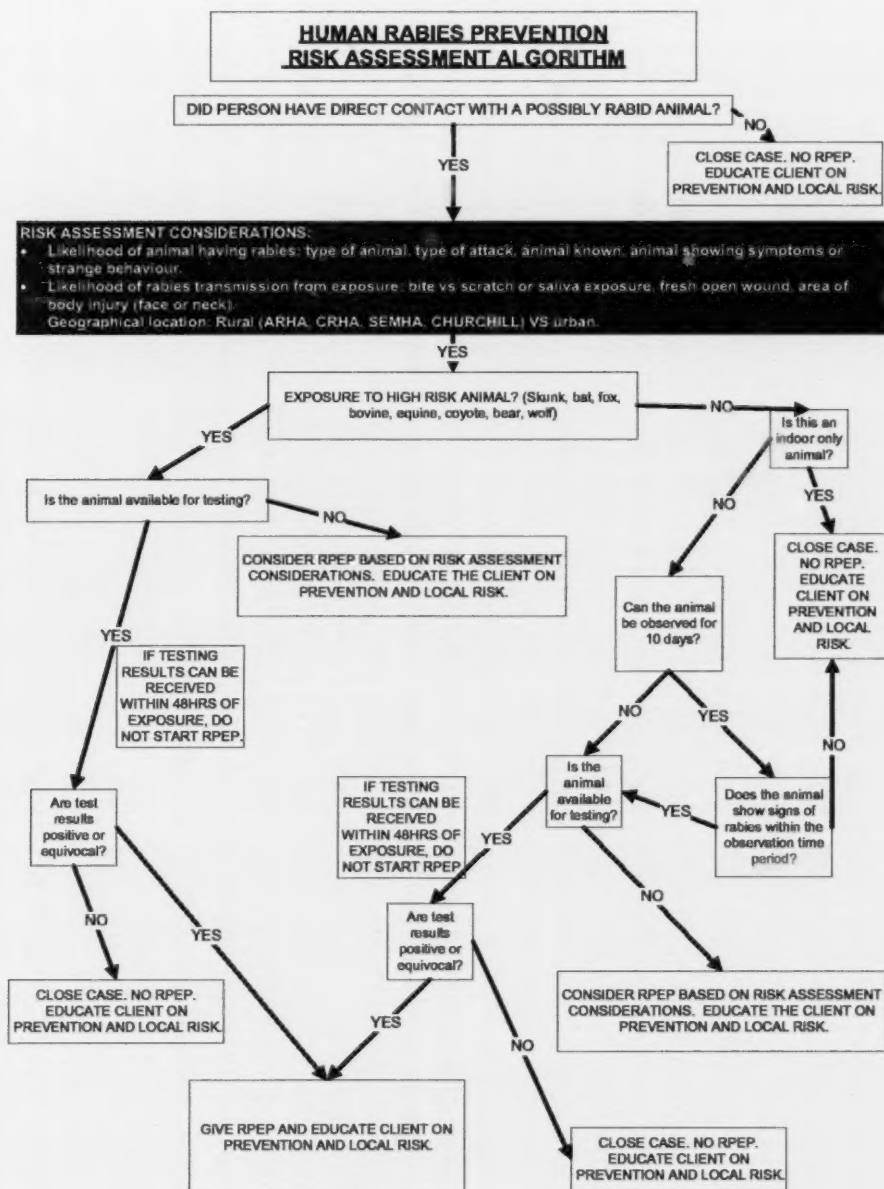 HUMAN RABIES PREVENTION
RISK ASSESSMENT ALGORITHM
DID PERSON HAVE DIRECT CONTACT WITH A POSSIBLY RABID ANIMAL?
NO
YES
CLOSE CASE. NO RPEP.
EDUCATE CLIENT ON
PREVENTION AND LOCAL RISK.
RISK ASSESSMENT CONSIDERATIONS:
• Likelihood of animal having rabies: type of animal, type of attack, animal known, animal showing symptoms or
strange behaviour.
• Likelihood of rabies transmission from exposure: bite vs scratch or saliva exposure, fresh open wound, area of
body injury (face or neck).
Geographical location: Rural (ARHA, CRHA, SEMHA, CHURCHILL) VS urban.
YES
EXPOSURE TO HIGH RISK ANIMAL? (Skunk, bat, fox,
bovine, equine, coyote, bear, wolf)
YES
NO
Is this an
indoor only
animal?
Is the animal available for testing?
NO
NO
YES
CONSIDER RPEP BASED ON RISK ASSESSMENT
CONSIDERATIONS. EDUCATE THE CLIENT ON
PREVENTION AND LOCAL RISK.
CLOSE CASE.
NO RPEP.
EDUCATE
CLIENT ON
PREVENTION
AND LOCAL
RISK.
Can the animal
be observed for
10 days?
YES
IF TESTING
RESULTS CAN BE
RECEIVED
WITHIN 48HRS OF
EXPOSURE, DO
NOT START RPEP.
NO
YES
NO
Is the
animal
available
for testing?
YES
Does the animal
show signs of
rabies within the
observation time
period?
IF TESTING
RESULTS CAN BE
RECEIVED
WITHIN 48HRS OF
EXPOSURE, DO
NOT START RPEP.
YES
Are test
results
positive or
equivocal?
NO
NO
YES
Are test
results
positive or
equivocal?
CLOSE CASE. NO RPEP.
EDUCATE CLIENT ON
PREVENTION AND LOCAL RISK.
CONSIDER RPEP BASED ON RISK ASSESSMENT
CONSIDERATIONS. EDUCATE THE CLIENT ON
PREVENTION AND LOCAL RISK.
YES
NO
GIVE RPEP AND EDUCATE CLIENT ON
PREVENTION AND LOCAL RISK.
CLOSE CASE. NO RPEP.
EDUCATE CLIENT ON
PREVENTION AND LOCAL RISK.